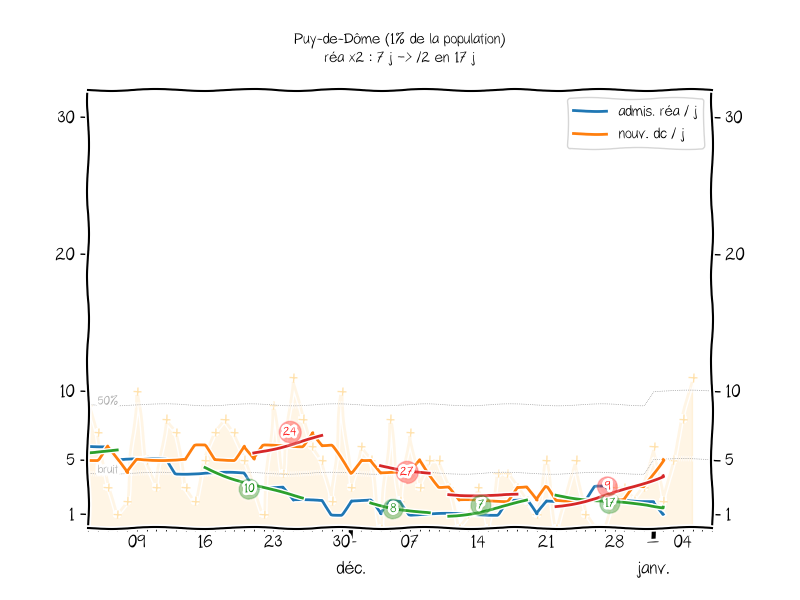 Puy-de-Dôme (1% de la population)
réa x2 : 7 j -> /2 en 17 j
admis. réa / j
nouv. dc / j
30 30
20 20
10 10
50%
5 5
bruit
1 1
24
27
10
8
7
9
17
09 16 23 30 07 14 21 28 04
déc. janv.